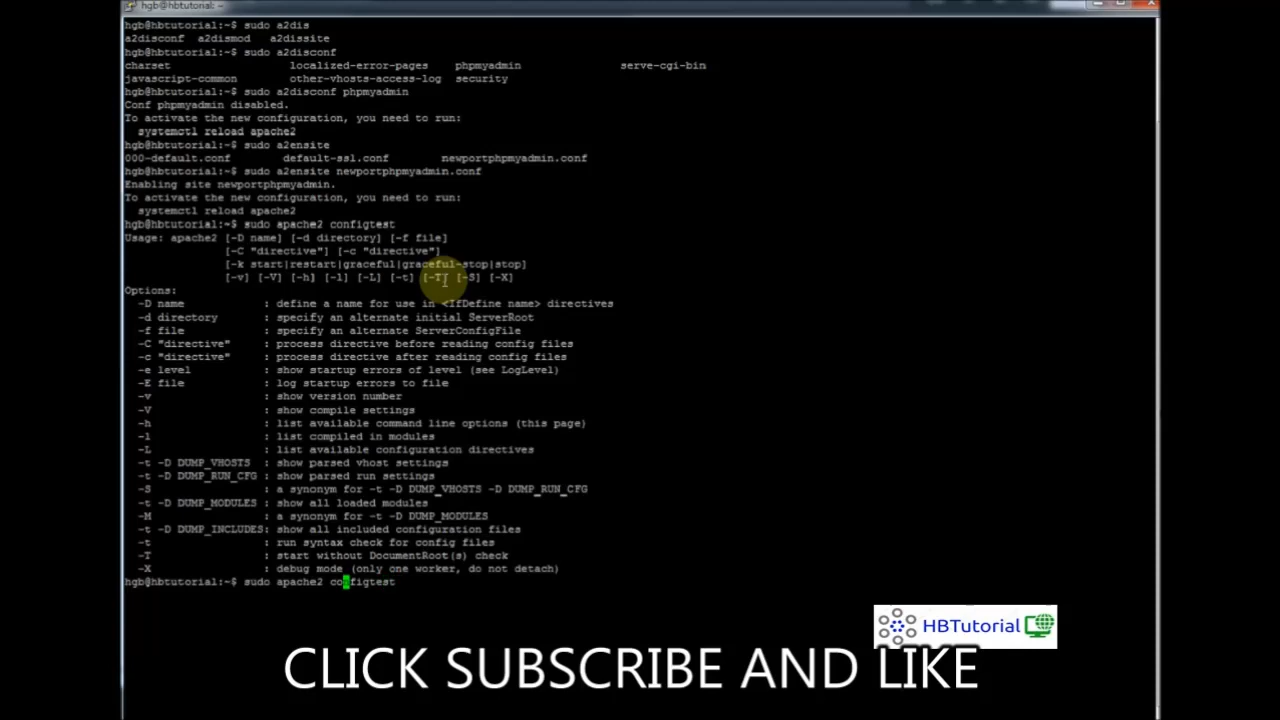 hgb@hbtutorial: ~
hgb@hbtutorial:~$ sudo a2dis
a2disconf  a2dismod   a2dissite
hgb@hbtutorial:~$ sudo a2disconf
charset                  localized-error-pages    phpmyadmin               serve-cgi-bin
javascript-common        other-vhosts-access-log  security
hgb@hbtutorial:~$ sudo a2disconf phpmyadmin
Conf phpmyadmin disabled.
To activate the new configuration, you need to run:
  systemctl reload apache2
hgb@hbtutorial:~$ sudo a2ensite
000-default.conf        default-ssl.conf        newportphpmyadmin.conf
hgb@hbtutorial:~$ sudo a2ensite newportphpmyadmin.conf
Enabling site newportphpmyadmin.
To activate the new configuration, you need to run:
  systemctl reload apache2
hgb@hbtutorial:~$ sudo apache2 configtest
Usage: apache2 [-D name] [-d directory] [-f file]
               [-C "directive"] [-c "directive"]
               [-k start|restart|graceful|graceful-stop|stop]
               [-v] [-V] [-h] [-l] [-L] [-t] [-T] [-S] [-X]
Options:
  -D name            : define a name for use in <IfDefine name> directives
  -d directory       : specify an alternate initial ServerRoot
  -f file            : specify an alternate ServerConfigFile
  -C "directive"     : process directive before reading config files
  -c "directive"     : process directive after reading config files
  -e level           : show startup errors of level (see LogLevel)
  -E file            : log startup errors to file
  -v                 : show version number
  -V                 : show compile settings
  -h                 : list available command line options (this page)
  -l                 : list compiled in modules
  -L                 : list available configuration directives
  -t -D DUMP_VHOSTS  : show parsed vhost settings
  -t -D DUMP_RUN_CFG : show parsed run settings
  -S                 : a synonym for -t -D DUMP_VHOSTS -D DUMP_RUN_CFG
  -t -D DUMP_MODULES : show all loaded modules
  -M                 : a synonym for -t -D DUMP_MODULES
  -t -D DUMP_INCLUDES: show all included configuration files
  -t                 : run syntax check for config files
  -T                 : start without DocumentRoot(s) check
  -X                 : debug mode (only one worker, do not detach)
hgb@hbtutorial:~$ sudo apache2 configtest
HBTutorial
CLICK SUBSCRIBE AND LIKE